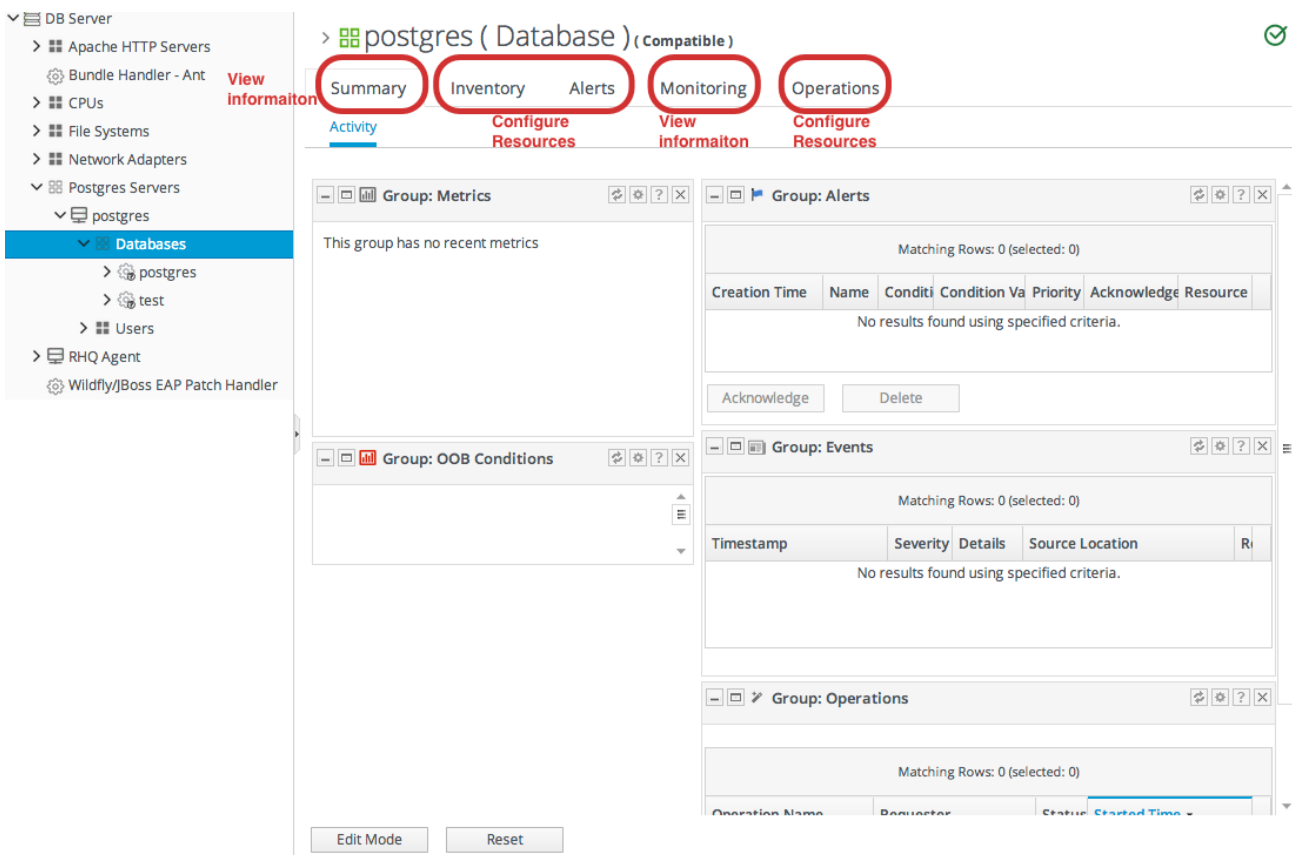 DB Server
Apache HTTP Servers
Bundle Handler - Ant
CPUs
File Systems
Network Adapters
Postgres Servers
postgres
Databases
postgres
test
Users
RHQ Agent
Wildfly/JBoss EAP Patch Handler
postgres ( Database ) ( Compatible )
View
informaiton
Summary Inventory Alerts Monitoring Operations
Activity
Configure
Resources
View
informaiton
Configure
Resources
Group: Metrics
This group has no recent metrics
Group: OOB Conditions
Group: Alerts
Matching Rows: 0 (selected: 0)
Creation Time Name Conditi Condition Va Priority Acknowledge Resource
No results found using specified criteria.
Acknowledge Delete
Group: Events
Matching Rows: 0 (selected: 0)
Timestamp Severity Details Source Location R
No results found using specified criteria.
Group: Operations
Matching Rows: 0 (selected: 0)
Operation Name Requester Status Started Time
Edit Mode Reset